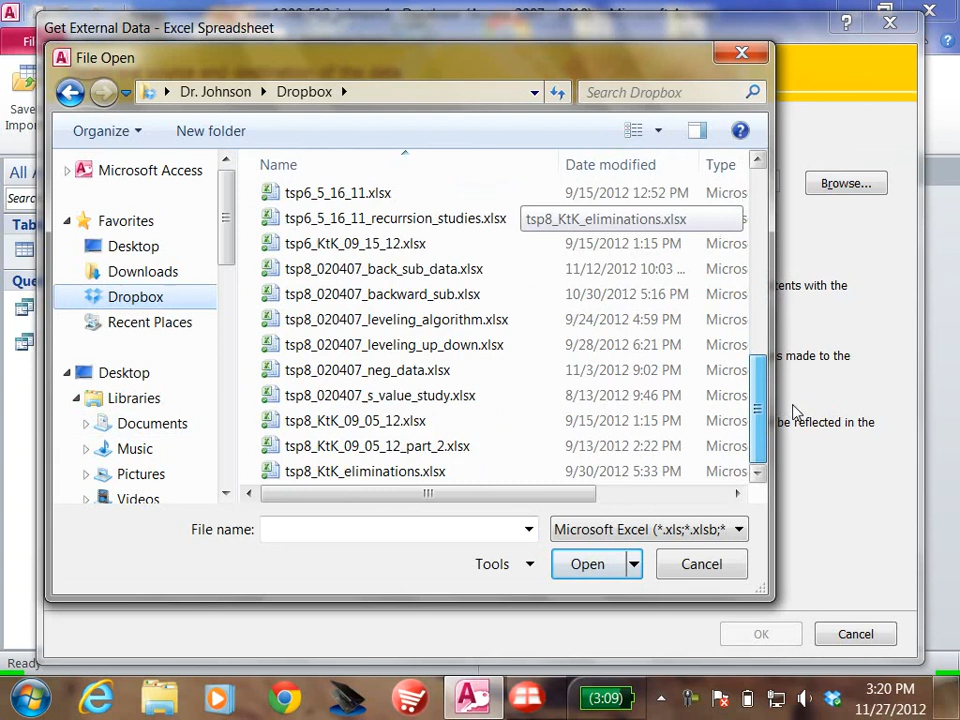 Get External Data - Excel Spreadsheet
File Open
Dr. Johnson
Dropbox
Search Dropbox
Organize
New folder
Save
Impor
All A
Sear
Tab
Que
Microsoft Access
Favorites
Desktop
Downloads
Dropbox
Recent Places
Desktop
Libraries
Documents
Music
Pictures
Videos
Name Date modified Type
tsp6_5_16_11.xlsx 9/15/2012 12:52 PM Micros
tsp6_5_16_11_recurrsion_studies.xlsx tsp8_KtK_eliminations.xlsx
tsp6_KtK_09_15_12.xlsx 9/15/2012 1:15 PM Micros
tsp8_020407_back_sub_data.xlsx 11/12/2012 10:03 ... Micros
tsp8_020407_backward_sub.xlsx 10/30/2012 5:16 PM Micros
tsp8_020407_leveling_algorithm.xlsx 9/24/2012 4:59 PM Micros
tsp8_020407_leveling_up_down.xlsx 9/28/2012 6:21 PM Micros
tsp8_020407_neg_data.xlsx 11/3/2012 9:02 PM Micros
tsp8_020407_s_value_study.xlsx 8/13/2012 9:46 PM Micros
tsp8_KtK_09_05_12.xlsx 9/15/2012 1:15 PM Micros
tsp8_KtK_09_05_12_part_2.xlsx 9/13/2012 2:22 PM Micros
tsp8_KtK_eliminations.xlsx 9/30/2012 5:33 PM Micros
File name:
Microsoft Excel (*.xls;*.xlsb;*
Tools
Open
Cancel
Browse...
tents with the
s made to the
be reflected in the
OK
Cancel
Ready
(3:09)
3:20 PM
11/27/2012